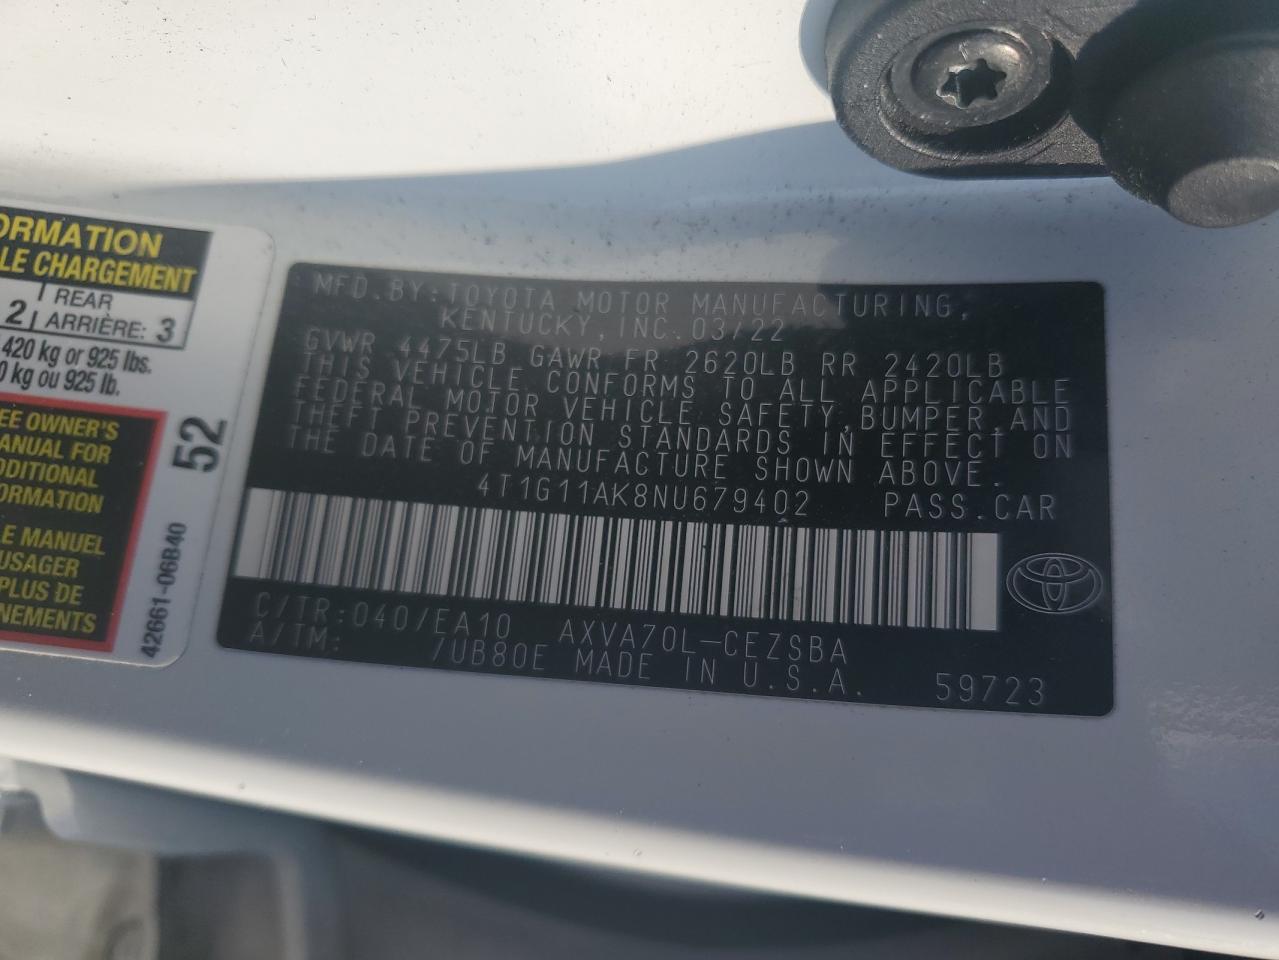 ORMATION
LE CHARGEMENT
2 REAR
ARRIÈRE: 3
420 kg or 925 lbs.
0 kg ou 925 lb.
EE OWNER'S
MANUAL FOR
DDITIONAL
FORMATION
LE MANUEL
USAGER
PLUS DE
NEMENTS
52
42661-06B40
MFD.BY:TOYOTA MOTOR MANUFACTURING,
KENTUCKY, INC. 03/22
GVWR 4475LB GAWR FR 2620LB RR 2420LB
THIS VEHICLE CONFORMS TO ALL APPLICABLE
FEDERAL MOTOR VEHICLE SAFETY,BUMPER,AND
THEFT PREVENTION STANDARDS IN EFFECT ON
THE DATE OF MANUFACTURE SHOWN ABOVE.
4T1G11AK8NU679402 PASS.CAR
C/TR:040/EA10 AXVA70L-CEZSBA
A/TM: /UB80E MADE IN U.S.A. 59723